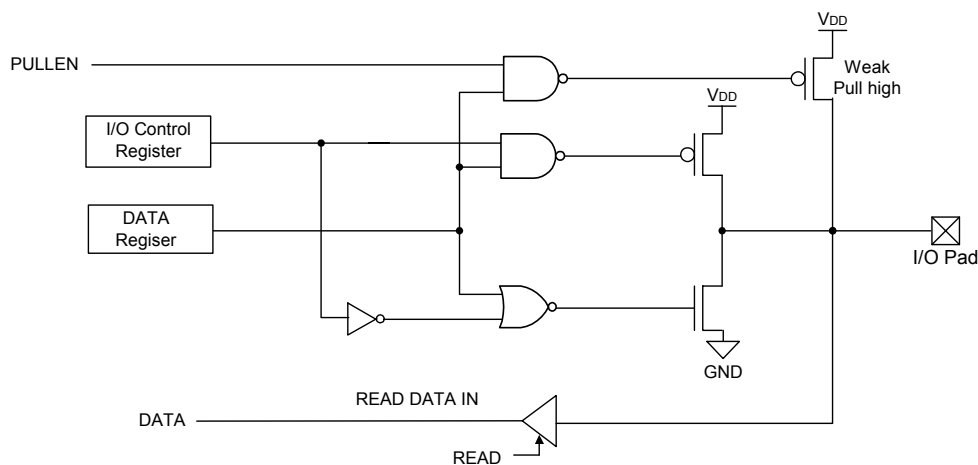 VDD
PULLEN
Weak
Pull high
VDD
I/O Control
Register
DATA
Regiser
I/O Pad
GND
READ DATA IN
DATA
READ